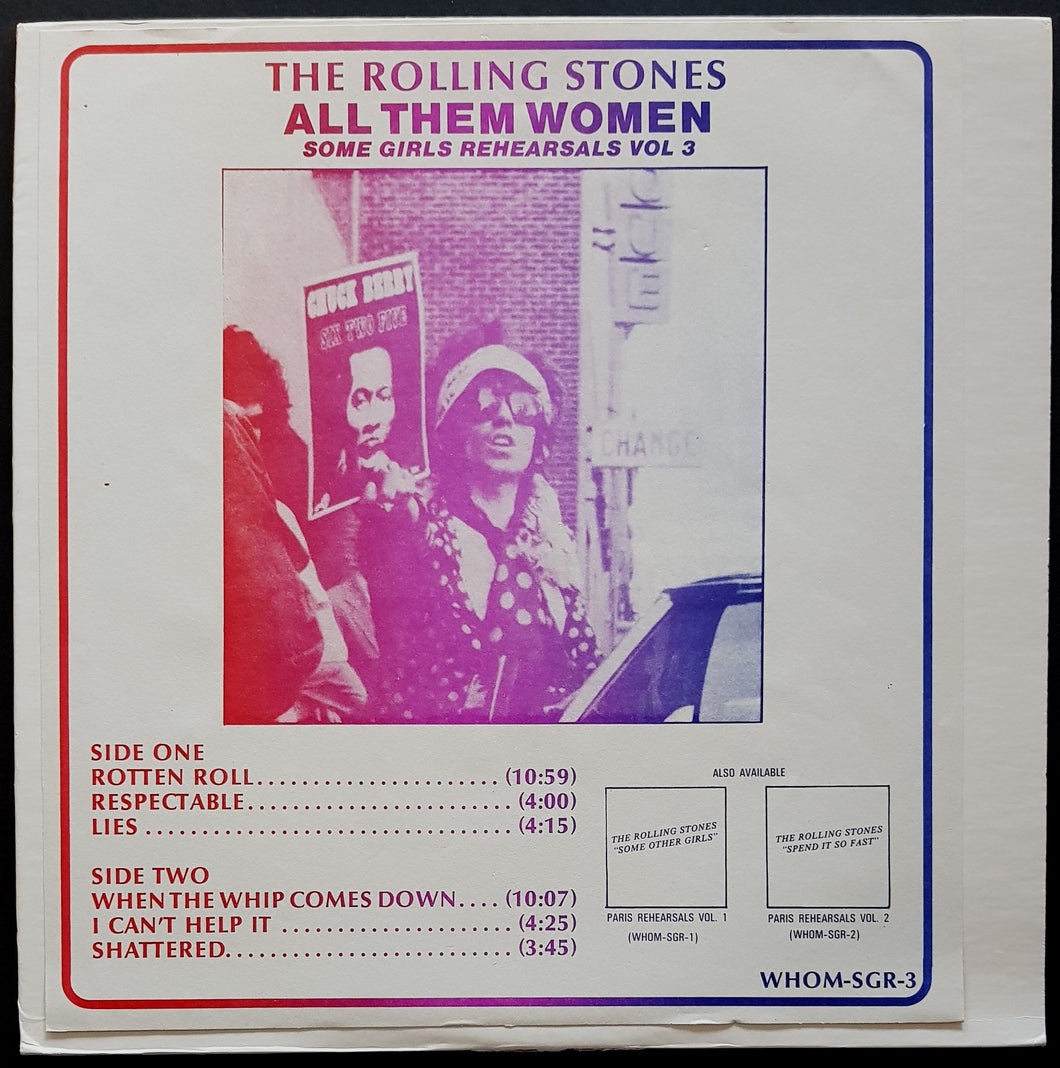 THE ROLLING STONES
ALL THEM WOMEN
SOME GIRLS REHEARSALS VOL 3
CHUCK BERRY
SIX TWO FIVE
CHANGE
SIDE ONE
ROTTEN ROLL....................... (10:59)
RESPECTABLE........................ (4:00)
LIES ................................. (4:15)
SIDE TWO
WHEN THE WHIP COMES DOWN.... (10:07)
I CAN'T HELP IT ..................... (4:25)
SHATTERED.......................... (3:45)
ALSO AVAILABLE
THE ROLLING STONES
"SOME OTHER GIRLS"
PARIS REHEARSALS VOL. 1
(WHOM-SGR-1)
THE ROLLING STONES
"SPEND IT SO FAST"
PARIS REHEARSALS VOL. 2
(WHOM-SGR-2)
WHOM-SGR-3